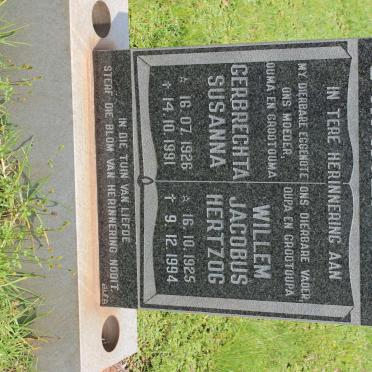 IN TERE HERINNERING AAN
MY DIERBARE EGGENOTE
ONS MOEDER,
OUMA EN GROOTOUMA
GERBRECHTA
SUSANNA
☆ 16. 07. 1926
✝ 14. 10. 1991
ONS DIERBARE VADER,
OUPA EN GROOTOUPA
WILLEM
JACOBUS
HERTZOG
☆ 16. 10. 1925
✝ 9. 12. 1994
IN DIE TUIN VAN LIEFDE,
STERF DIE BLOM VAN HERINNERING NOOIT.